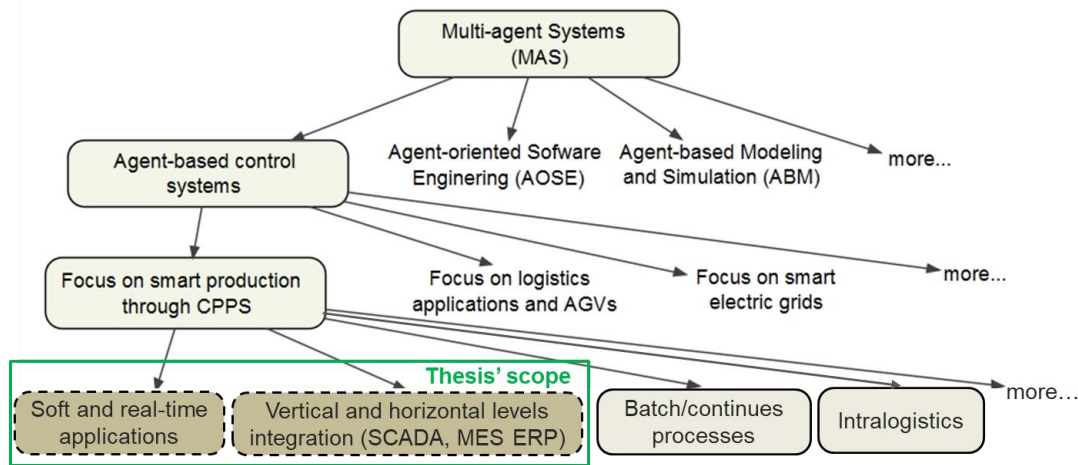 Multi-agent Systems
(MAS)
Agent-based control
systems
Agent-oriented Sofware
Enginering (AOSE)
Agent-based Modeling
and Simulation (ABM)
more...
Focus on smart production
through CPPS
Focus on logistics
applications and AGVs
Focus on smart
electric grids
more...
Thesis’ scope
Soft and real-time
applications
Vertical and horizontal levels
integration (SCADA, MES ERP)
Batch/continues
processes
Intralogistics
more…